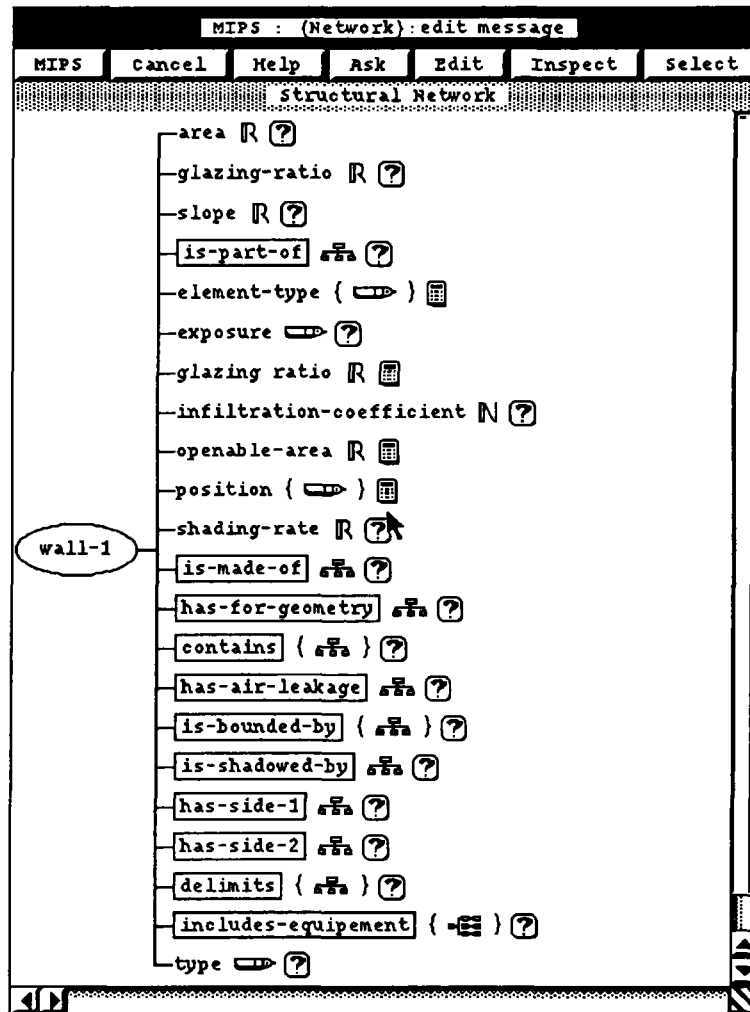 MIPS : (Network):edit message
MIPS Cancel Help Ask Edit Inspect Select
Structural Network
area ℝ ?
glazing-ratio ℝ ?
slope ℝ ?
is-part-of ?
element-type { }
exposure ?
glazing ratio ℝ
infiltration-coefficient ℕ ?
openable-area ℝ
position { }
shading-rate ℝ ?
wall-1
is-made-of ?
has-for-geometry ?
contains { } ?
has-air-leakage ?
is-bounded-by { } ?
is-shadowed-by ?
has-side-1 ?
has-side-2 ?
delimits { } ?
includes-equipement { } ?
type ?